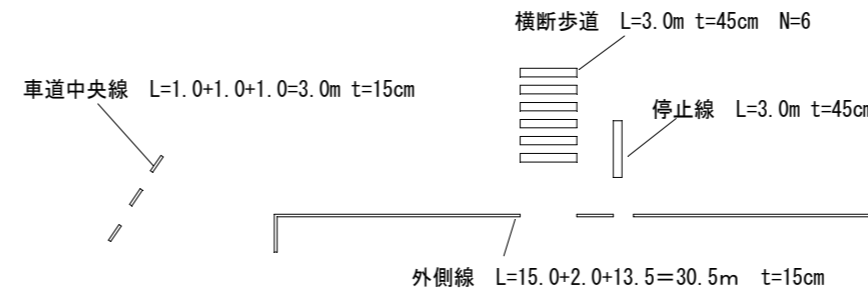 横断歩道 L=3.0m t=45cm N=6
車道中央線 L=1.0+1.0+1.0=3.0m t=15cm
停止線 L=3.0m t=45cm
外側線 L=15.0+2.0+13.5=30.5m t=15cm